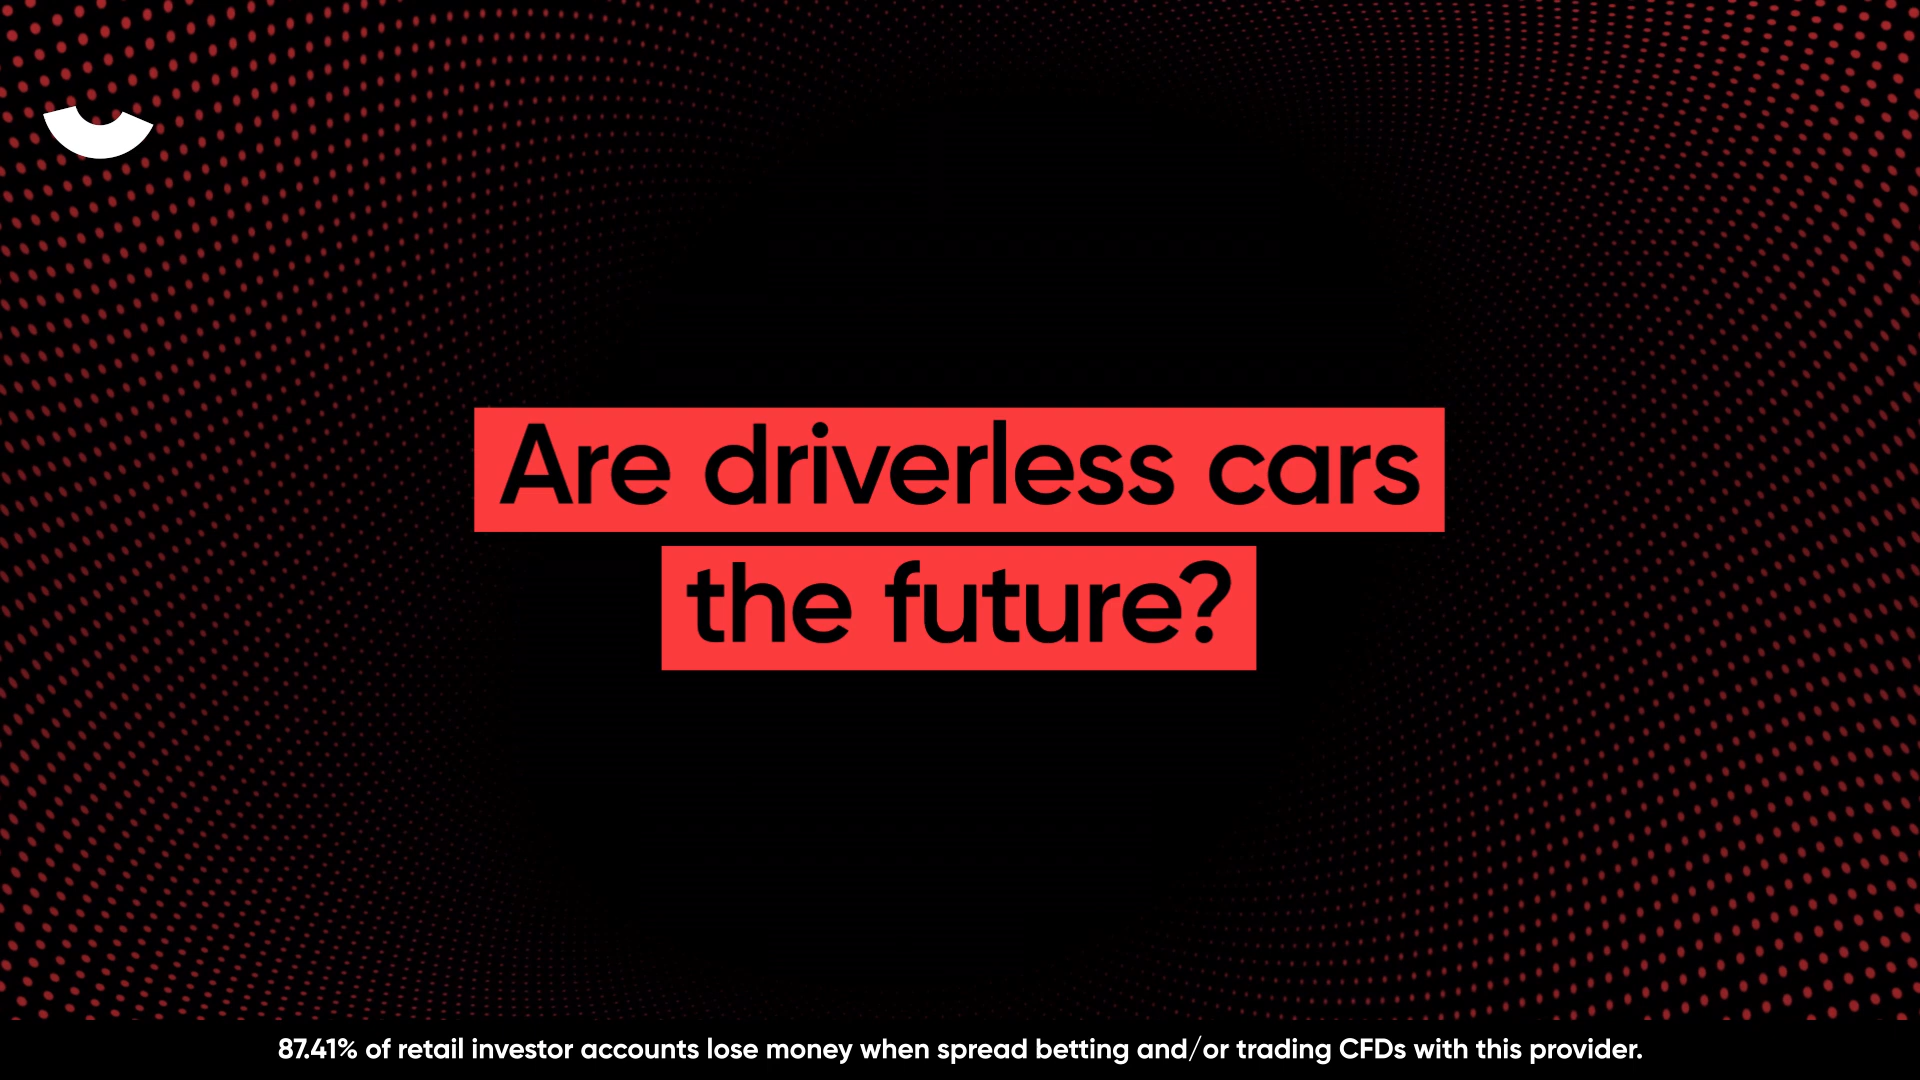 Are driverless cars
the future?
87.41% of retail investor accounts lose money when spread betting and/or trading CFDs with this provider.